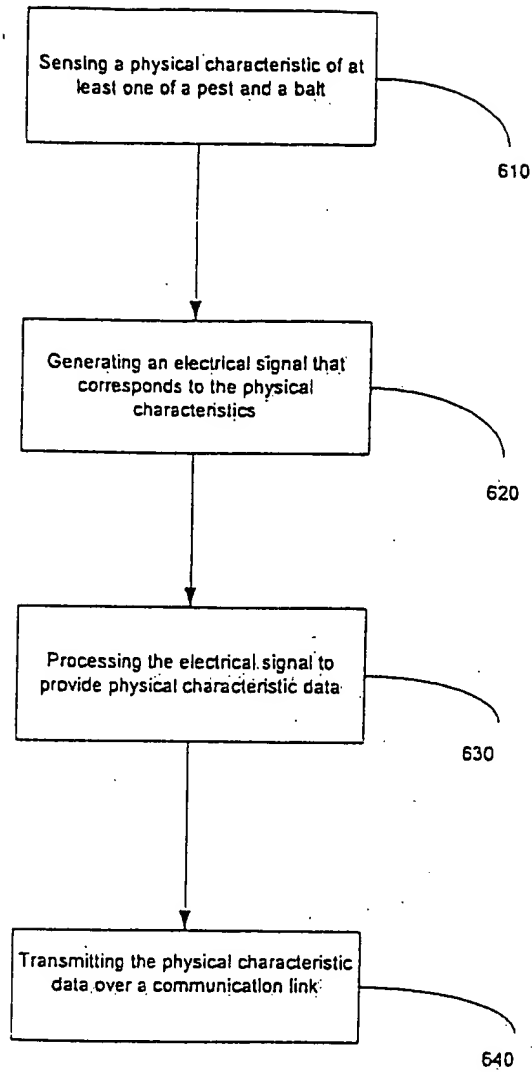 Sensing a physical characteristic of at
least one of a pest and a bait
610
Generating an electrical signal that
corresponds to the physical
characteristics
620
Processing the electrical signal to
provide physical characteristic data
630
Transmitting the physical characteristic
data over a communication link
640